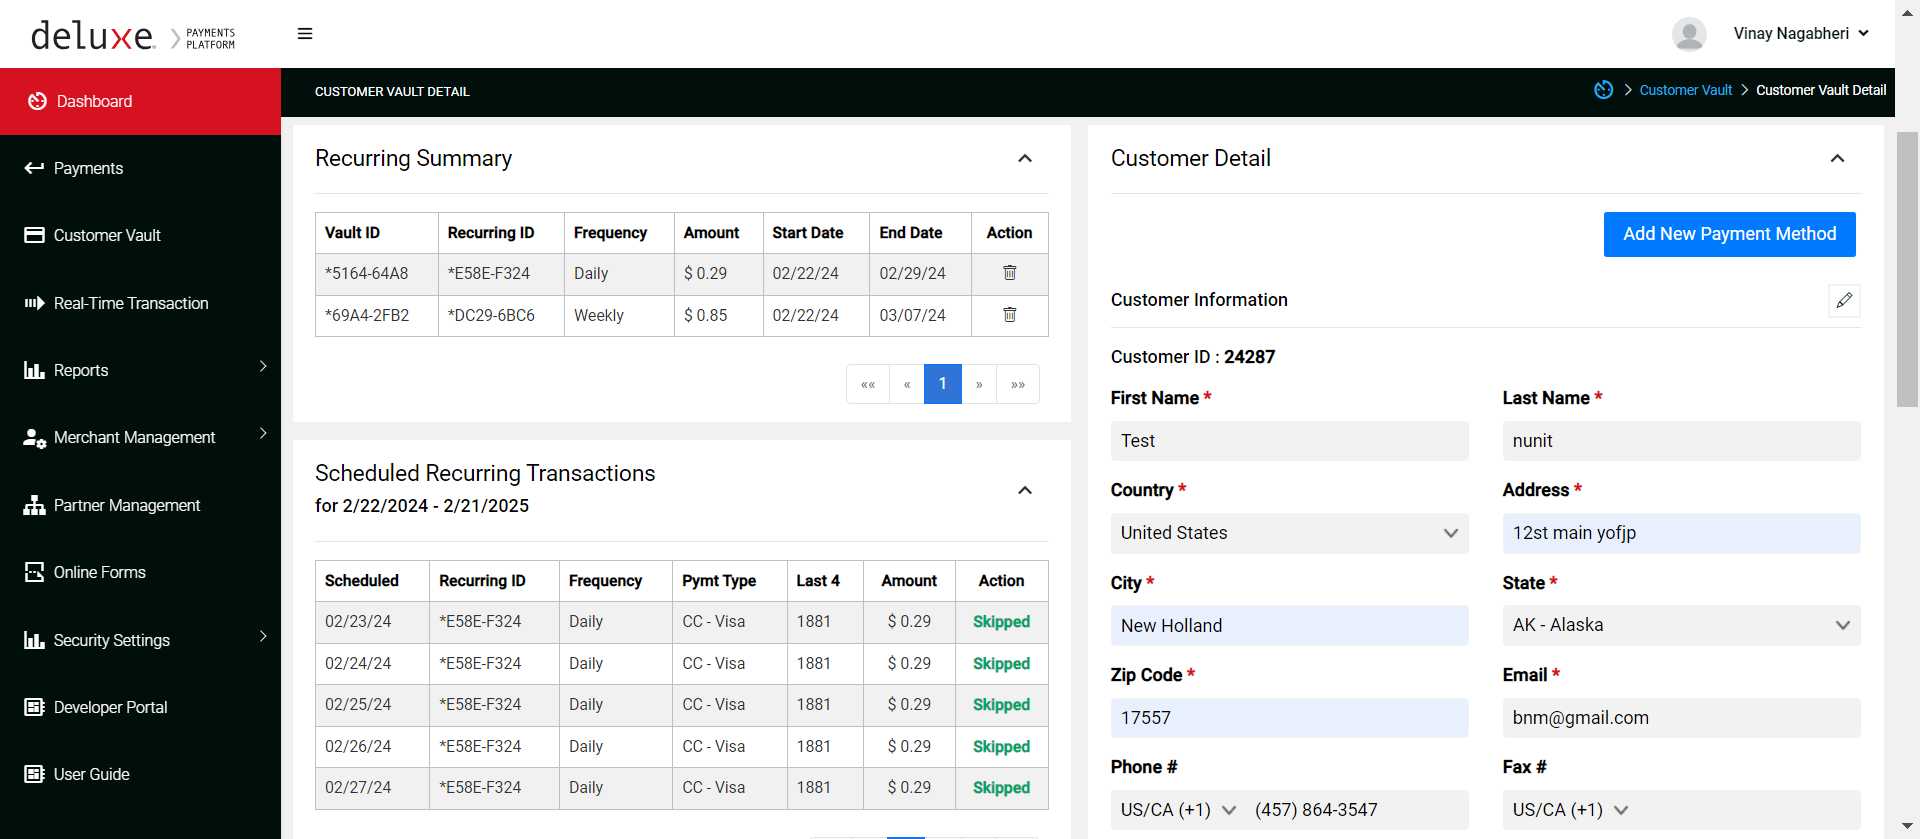 deluxe. PAYMENTS PLATFORM
Vinay Nagabheri
Dashboard
Payments
Customer Vault
Real-Time Transaction
Reports
Merchant Management
Partner Management
Online Forms
Security Settings
Developer Portal
User Guide
CUSTOMER VAULT DETAIL
Customer Vault Customer Vault Detail
Recurring Summary
Vault ID Recurring ID Frequency Amount Start Date End Date Action
*5164-64A8 *E58E-F324 Daily $ 0.29 02/22/24 02/29/24
*69A4-2FB2 *DC29-6BC6 Weekly $ 0.85 02/22/24 03/07/24
«« « 1 » »»
Scheduled Recurring Transactions
for 2/22/2024 - 2/21/2025
Scheduled Recurring ID Frequency Pymt Type Last 4 Amount Action
02/23/24 *E58E-F324 Daily CC - Visa 1881 $ 0.29 Skipped
02/24/24 *E58E-F324 Daily CC - Visa 1881 $ 0.29 Skipped
02/25/24 *E58E-F324 Daily CC - Visa 1881 $ 0.29 Skipped
02/26/24 *E58E-F324 Daily CC - Visa 1881 $ 0.29 Skipped
02/27/24 *E58E-F324 Daily CC - Visa 1881 $ 0.29 Skipped
Customer Detail
Add New Payment Method
Customer Information
Customer ID : 24287
First Name * Last Name *
Test nunit
Country * Address *
United States 12st main yofjp
City * State *
New Holland AK - Alaska
Zip Code * Email *
17557 bnm@gmail.com
Phone # Fax #
US/CA (+1) (457) 864-3547 US/CA (+1)